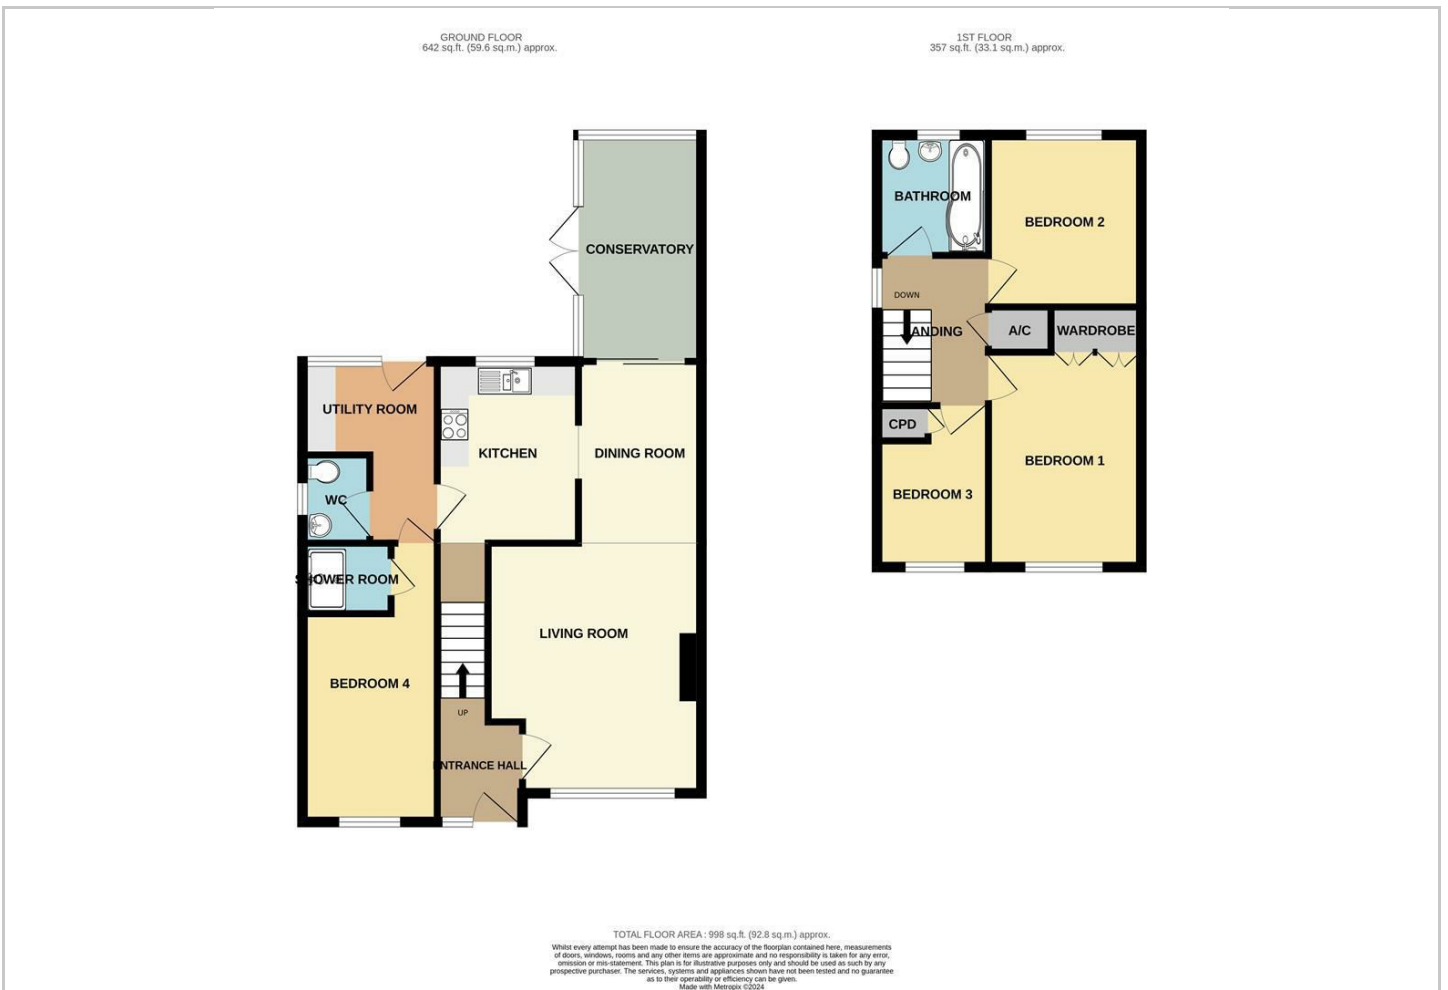 GROUND FLOOR
642 sq.ft. (59.6 sq.m.) approx.
1ST FLOOR
357 sq.ft. (33.1 sq.m.) approx.
CONSERVATORY
UTILITY ROOM
KITCHEN
DINING ROOM
WC
SHOWER ROOM
LIVING ROOM
BEDROOM 4
UP
ENTRANCE HALL
BATHROOM
BEDROOM 2
DOWN
LANDING
A/C
WARDROBE
CPD
BEDROOM 1
BEDROOM 3
TOTAL FLOOR AREA : 998 sq.ft. (92.8 sq.m.) approx.
Whilst every attempt has been made to ensure the accuracy of the floorplan contained here, measurements
of doors, windows, rooms and any other items are approximate and no responsibility is taken for any error,
omission or mis-statement. This plan is for illustrative purposes only and should be used as such by any
prospective purchaser. The services, systems and appliances shown have not been tested and no guarantee
as to their operability or efficiency can be given.
Made with Metropix ©2024